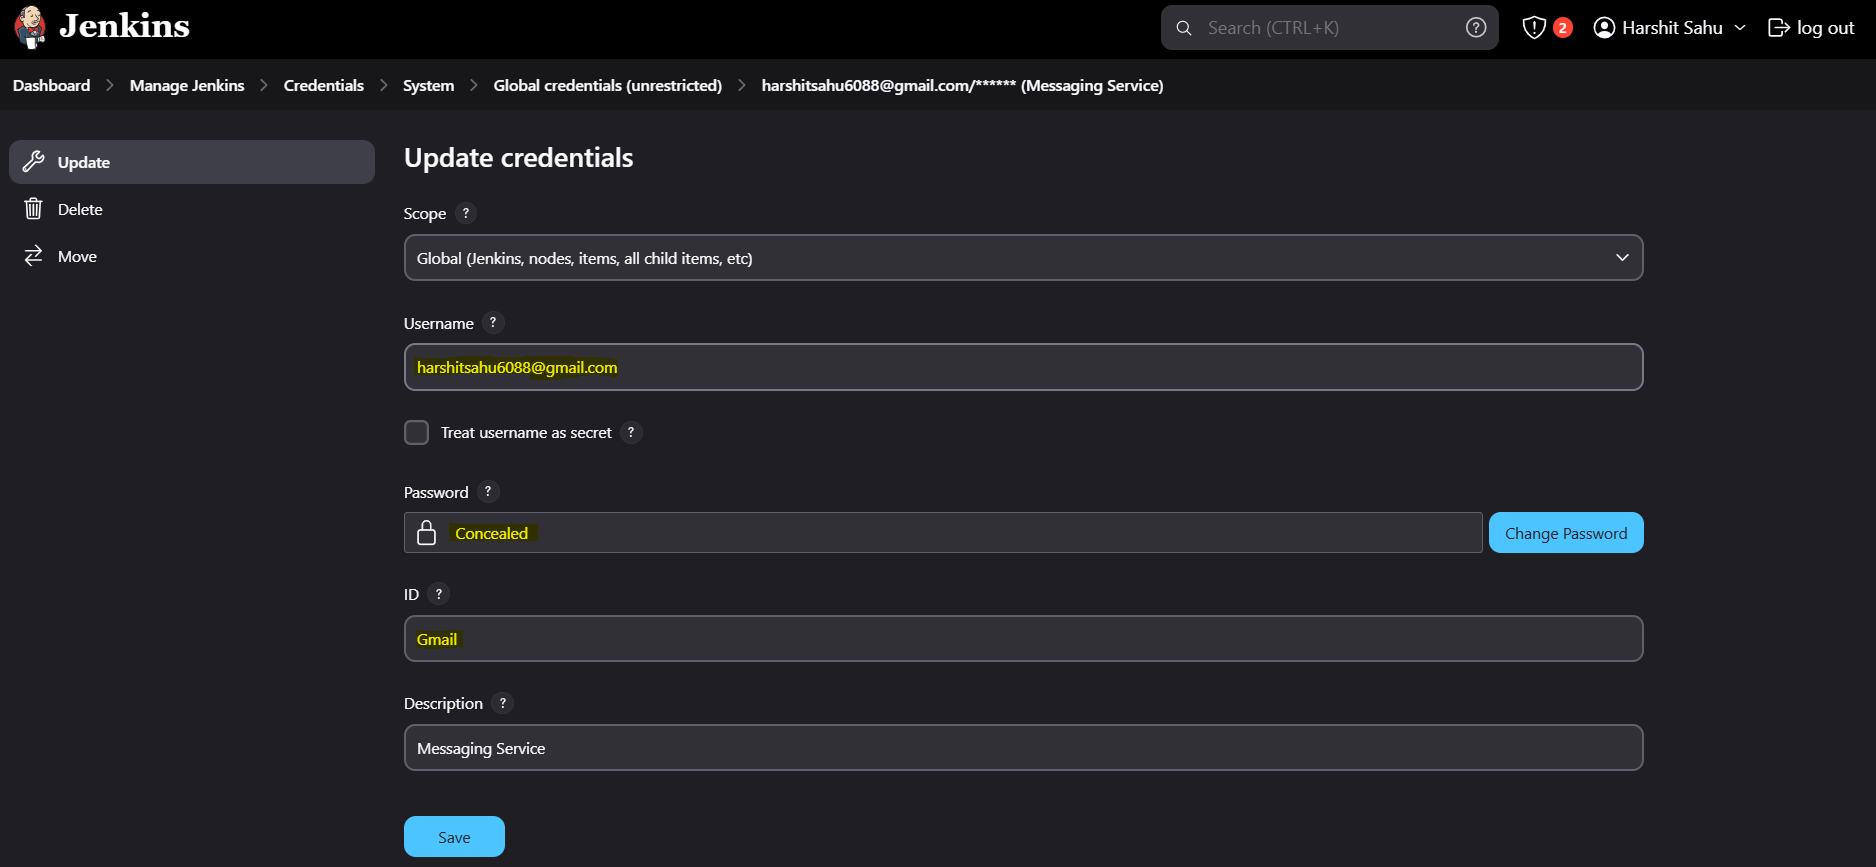 Jenkins
Search (CTRL+K)
?
2
Harshit Sahu
log out
Dashboard > Manage Jenkins > Credentials > System > Global credentials (unrestricted) > harshitsahu6088@gmail.com/****** (Messaging Service)
Update
Delete
Move
Update credentials
Scope ?
Global (Jenkins, nodes, items, all child items, etc)
Username ?
harshitsahu6088@gmail.com
Treat username as secret ?
Password ?
Concealed
Change Password
ID ?
Gmail
Description ?
Messaging Service
Save